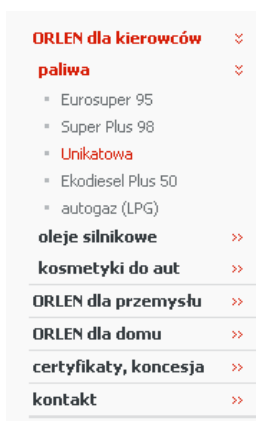 ORLEN dla kierowców
paliwa
Eurosuper 95
Super Plus 98
Unikatowa
Ekodiesel Plus 50
autogaz (LPG)
oleje silnikowe
kosmetyki do aut
ORLEN dla przemysłu
ORLEN dla domu
certyfikaty, koncesja
kontakt